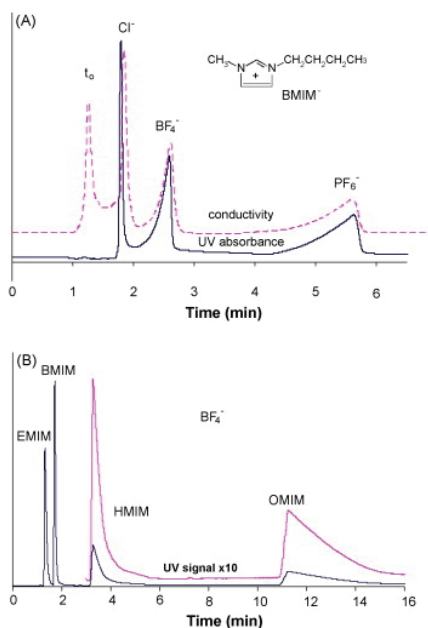 (A)
Cl⁻
t₀
CH₃ N N CH₂CH₂CH₂CH₃
+
BMIM⁻
BF₄⁻
PF₆⁻
conductivity
UV absorbance
0 1 2 3 4 5 6
Time (min)
(B)
BMIM
EMIM
BF₄⁻
HMIM
OMIM
UV signal x10
0 2 4 6 8 10 12 14 16
Time (min)